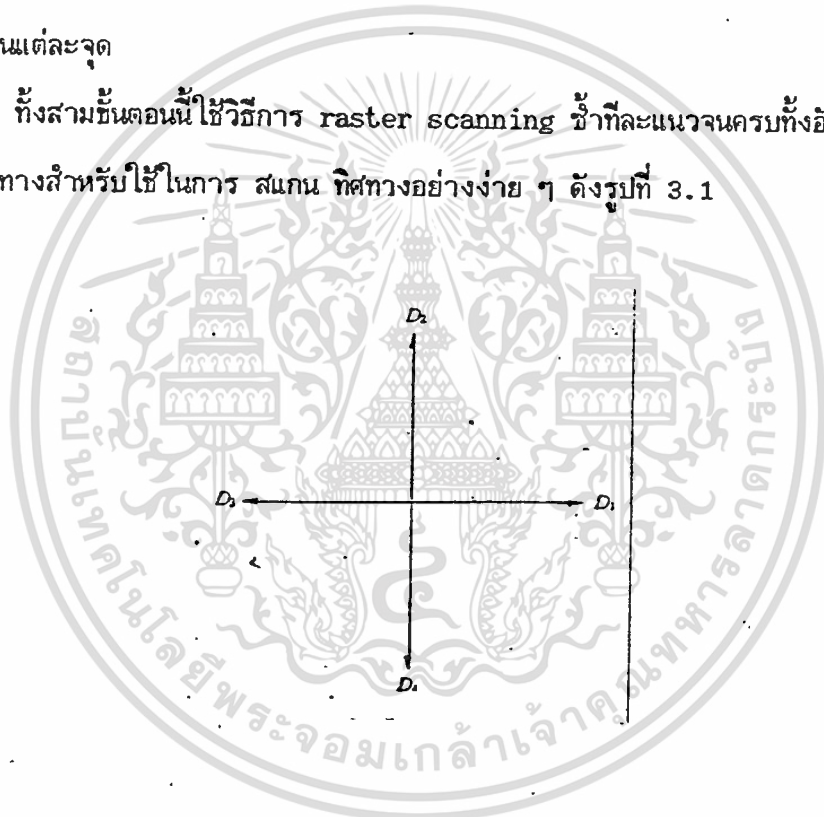 นแต่ละจุด
ทั้งสามขั้นตอนนี้ใช้วิธีการ raster scanning ซ้ำทีละแนวจนครบทั้งอั
ทางสำหรับใช้ในการ สแกน ทิศทางอย่างง่าย ๆ ดังรูปที่ 3.1
D₂
D₃
D₁
D₄
สถาบันเทคโนโลยีพระจอมเกล้าเจ้าคุณทหารลาดกระบัง